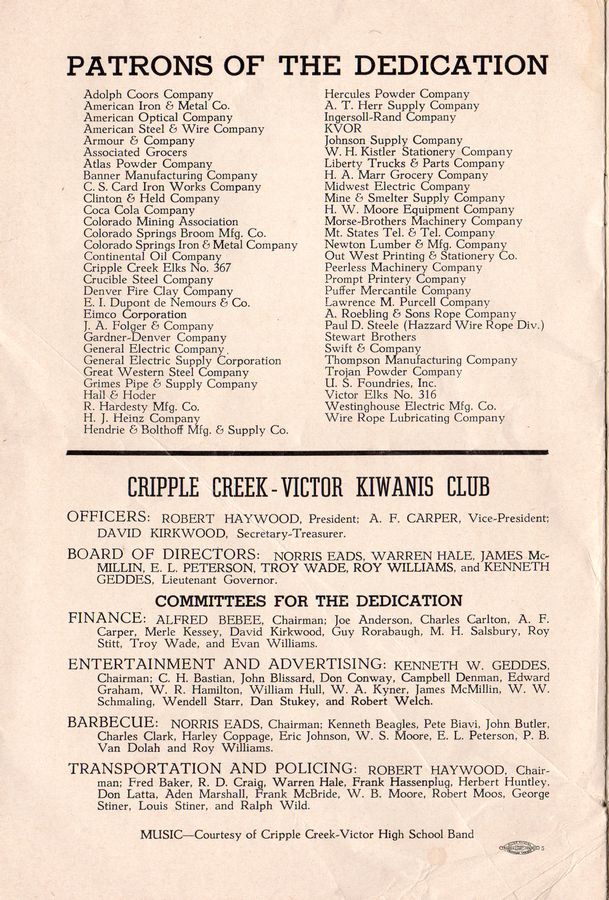 PATRONS OF THE DEDICATION
Adolph Coors Company
American Iron & Metal Co.
American Optical Company
American Steel & Wire Company
Armour & Company
Associated Grocers
Atlas Powder Company
Banner Manufacturing Company
C. S. Card Iron Works Company
Clinton & Held Company
Coca Cola Company
Colorado Mining Association
Colorado Springs Broom Mfg. Co.
Colorado Springs Iron & Metal Company
Continental Oil Company
Cripple Creek Elks No. 367
Crucible Steel Company
Denver Fire Clay Company
E. I. Dupont de Nemours & Co.
Eimco Corporation
J. A. Folger & Company
Gardner-Denver Company
General Electric Company
General Electric Supply Corporation
Great Western Steel Company
Grimes Pipe & Supply Company
Hall & Hoder
R. Hardesty Mfg. Co.
H. J. Heinz Company
Hendrie & Bolthoff Mfg. & Supply Co.
Hercules Powder Company
A. T. Herr Supply Company
Ingersoll-Rand Company
KVOR
Johnson Supply Company
W. H. Kistler Stationery Company
Liberty Trucks & Parts Company
H. A. Marr Grocery Company
Midwest Electric Company
Mine & Smelter Supply Company
H. W. Moore Equipment Company
Morse-Brothers Machinery Company
Mt. States Tel. & Tel. Company
Newton Lumber & Mfg. Company
Out West Printing & Stationery Co.
Peerless Machinery Company
Prompt Printery Company
Puffer Mercantile Company
Lawrence M. Purcell Company
A. Roebling & Sons Rope Company
Paul D. Steele (Hazzard Wire Rope Div.)
Stewart Brothers
Swift & Company
Thompson Manufacturing Company
Trojan Powder Company
U. S. Foundries, Inc.
Victor Elks No. 316
Westinghouse Electric Mfg. Co.
Wire Rope Lubricating Company
CRIPPLE CREEK-VICTOR KIWANIS CLUB
OFFICERS: ROBERT HAYWOOD, President; A. F. CARPER, Vice-President;
DAVID KIRKWOOD, Secretary-Treasurer.
BOARD OF DIRECTORS: NORRIS EADS, WARREN HALE, JAMES Mc-
MILLIN, E. L. PETERSON, TROY WADE, ROY WILLIAMS, and KENNETH
GEDDES, Lieutenant Governor.
COMMITTEES FOR THE DEDICATION
FINANCE: ALFRED BEBEE, Chairman; Joe Anderson, Charles Carlton, A. F.
Carper, Merle Kessey, David Kirkwood, Guy Rorabaugh, M. H. Salsbury, Roy
Stitt, Troy Wade, and Evan Williams.
ENTERTAINMENT AND ADVERTISING: KENNETH W. GEDDES,
Chairman; C. H. Bastian, John Blissard, Don Conway, Campbell Denman, Edward
Graham, W. R. Hamilton, William Hull, W. A. Kyner, James McMillin, W. W.
Schmaling, Wendell Starr, Dan Stukey, and Robert Welch.
BARBECUE: NORRIS EADS, Chairman; Kenneth Beagles, Pete Biavi, John Butler,
Charles Clark, Harley Coppage, Eric Johnson, W. S. Moore, E. L. Peterson, P. B.
Van Dolah and Roy Williams.
TRANSPORTATION AND POLICING: ROBERT HAYWOOD, Chair-
man; Fred Baker, R. D. Craig, Warren Hale, Frank Hassenplug, Herbert Huntley,
Don Latta, Aden Marshall, Frank McBride, W. B. Moore, Robert Moos, George
Stiner, Louis Stiner, and Ralph Wild.
MUSIC—Courtesy of Cripple Creek-Victor High School Band
5